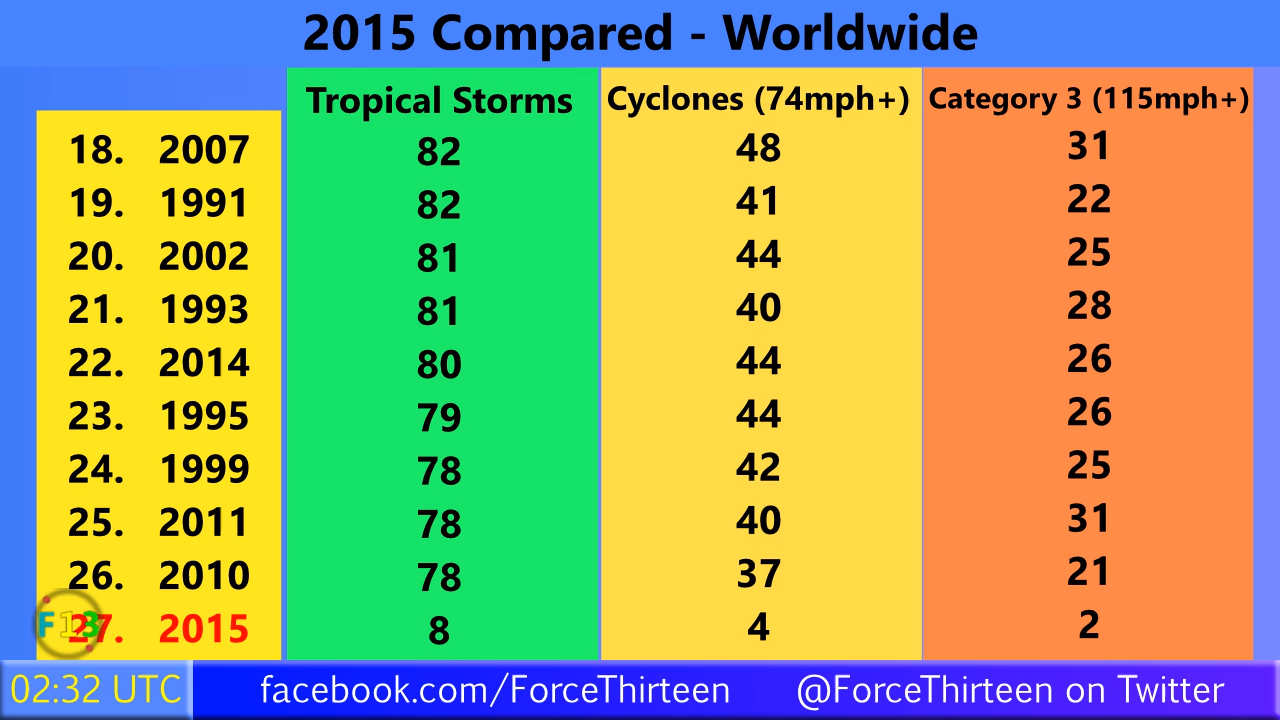 2015 Compared - Worldwide
Tropical Storms Cyclones (74mph+) Category 3 (115mph+)
18. 2007 82 48 31
19. 1991 82 41 22
20. 2002 81 44 25
21. 1993 81 40 28
22. 2014 80 44 26
23. 1995 79 44 26
24. 1999 78 42 25
25. 2011 78 40 31
26. 2010 78 37 21
27. 2015 8 4 2
F13
02:32 UTC facebook.com/ForceThirteen @ForceThirteen on Twitter